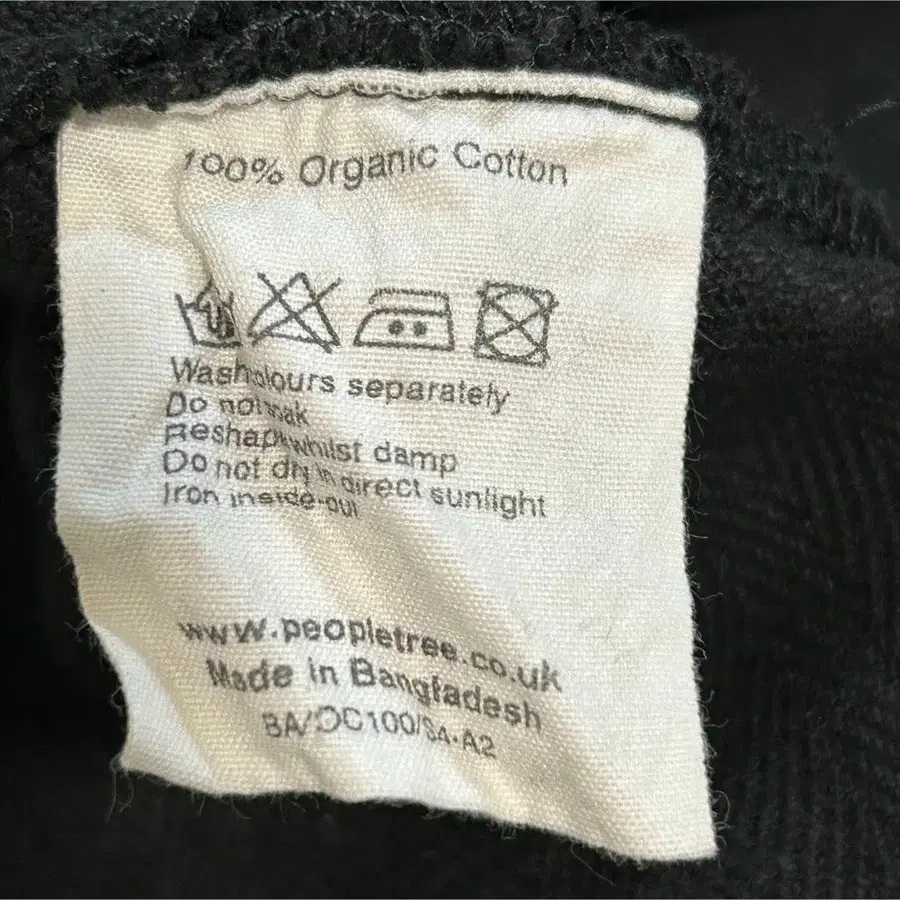 100% Organic Cotton
Wash colours separately
Do not soak
Reshape whilst damp
Do not dry in direct sunlight
Iron inside-out
www.peopletree.co.uk
Made in Bangladesh
BA/OC100/SA-A2